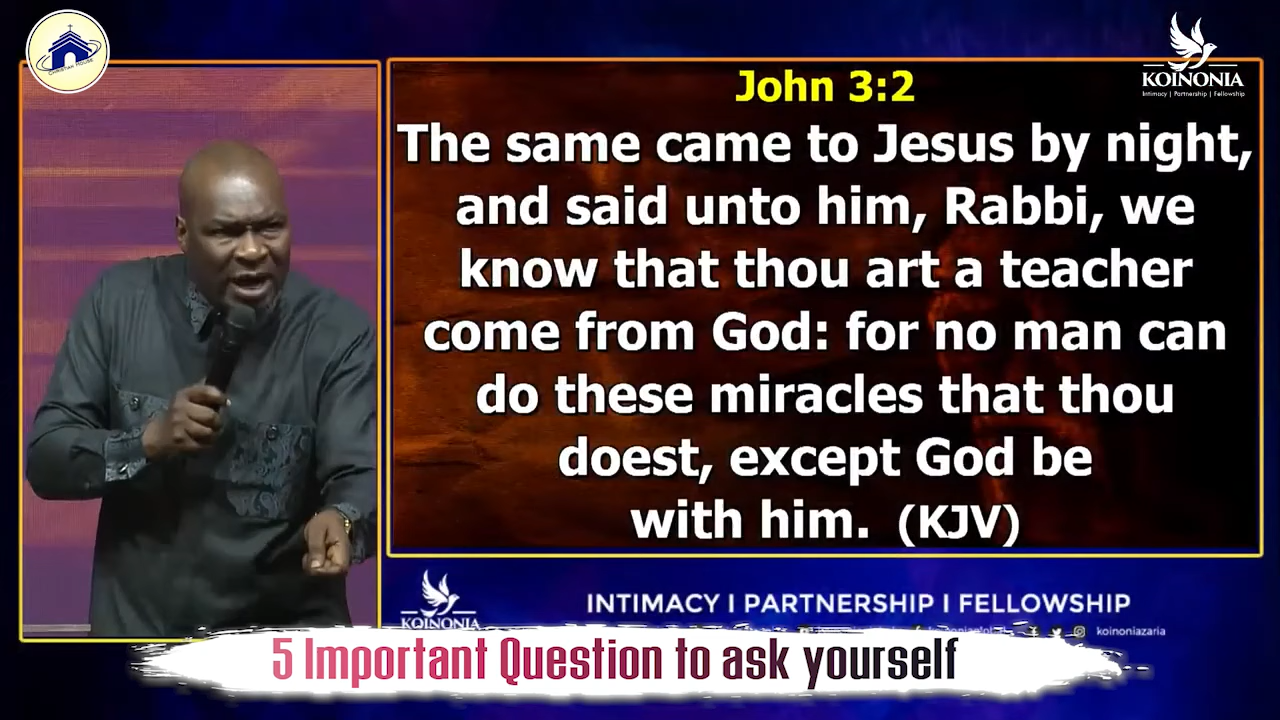 CHRISTIAN HOUSE
KOINONIA
Intimacy | Partnership | Fellowship
John 3:2
The same came to Jesus by night,
and said unto him, Rabbi, we
know that thou art a teacher
come from God: for no man can
do these miracles that thou
doest, except God be
with him. (KJV)
KOINONIA
INTIMACY I PARTNERSHIP I FELLOWSHIP
koinoniazaria
5 Important Question to ask yourself